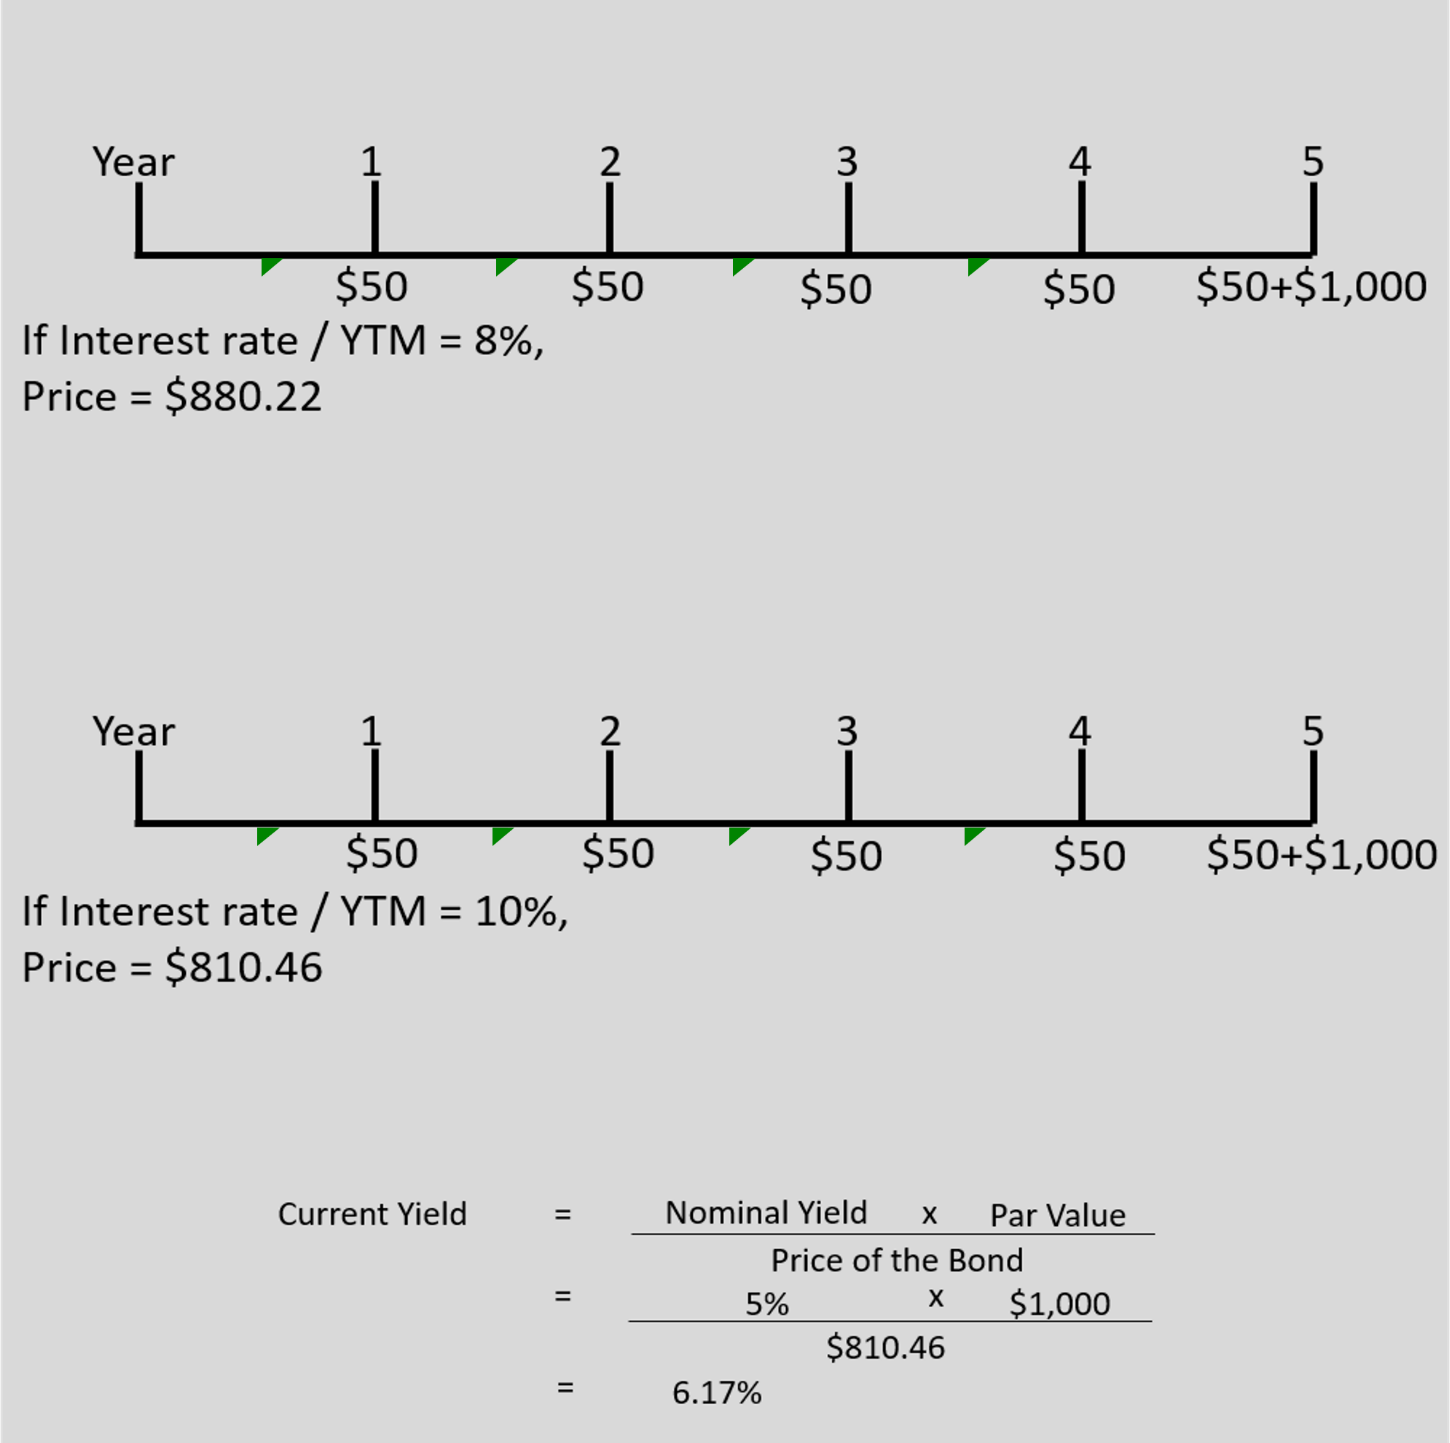 Year 1 2 3 4 5
$50 $50 $50 $50 $50+$1,000
If Interest rate / YTM = 8%,
Price = $880.22
Year 1 2 3 4 5
$50 $50 $50 $50 $50+$1,000
If Interest rate / YTM = 10%,
Price = $810.46
Current Yield = Nominal Yield x Par Value
Price of the Bond
= 5% x $1,000
$810.46
= 6.17%